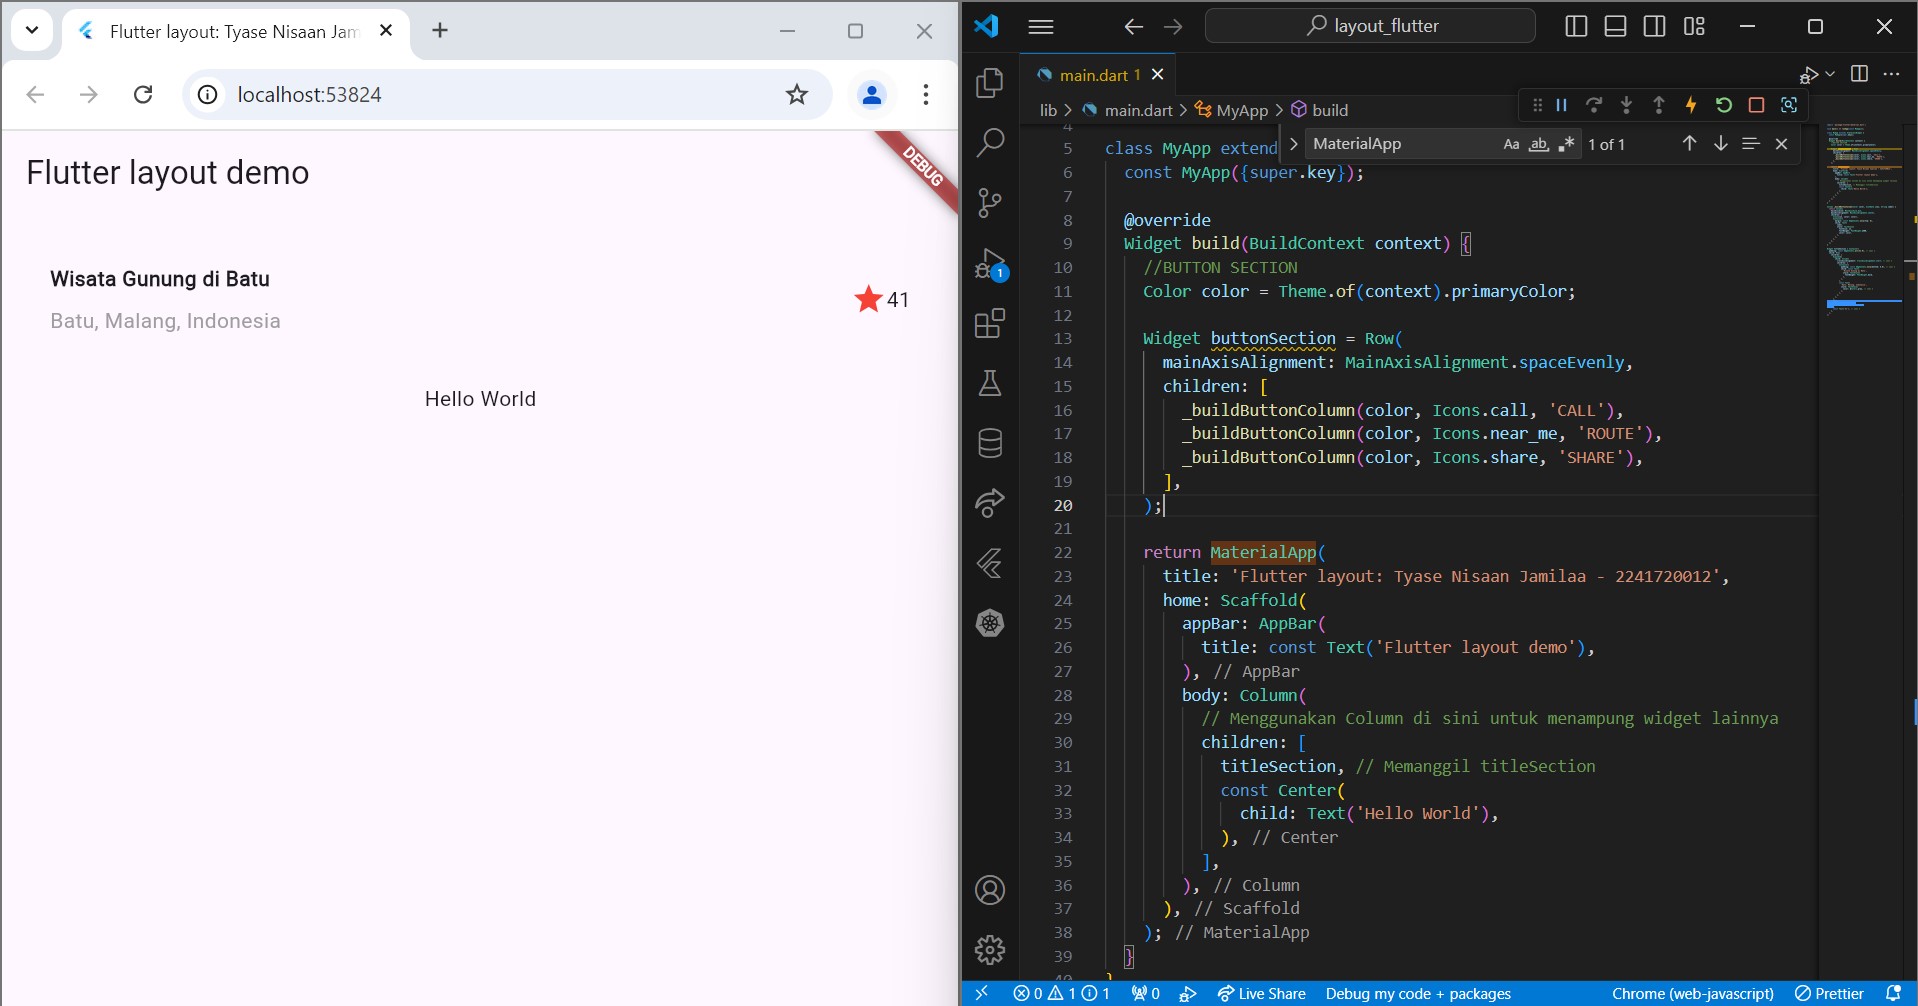 Flutter layout: Tyase Nisaan Jam
localhost:53824
Flutter layout demo
DEBUG
Wisata Gunung di Batu
Batu, Malang, Indonesia
41
Hello World
layout_flutter
main.dart 1
lib > main.dart > MyApp > build
MaterialApp
Aa ab .* 1 of 1
4
5 class MyApp extend
6 const MyApp({super.key});
7
8 @override
9 Widget build(BuildContext context) {
10 //BUTTON SECTION
11 Color color = Theme.of(context).primaryColor;
12
13 Widget buttonSection = Row(
14 mainAxisAlignment: MainAxisAlignment.spaceEvenly,
15 children: [
16 _buildButtonColumn(color, Icons.call, 'CALL'),
17 _buildButtonColumn(color, Icons.near_me, 'ROUTE'),
18 _buildButtonColumn(color, Icons.share, 'SHARE'),
19 ],
20 );
21
22 return MaterialApp(
23 title: 'Flutter layout: Tyase Nisaan Jamilaa - 2241720012',
24 home: Scaffold(
25 appBar: AppBar(
26 title: const Text('Flutter layout demo'),
27 ), // AppBar
28 body: Column(
29 // Menggunakan Column di sini untuk menampung widget lainnya
30 children: [
31 titleSection, // Memanggil titleSection
32 const Center(
33 child: Text('Hello World'),
34 ), // Center
35 ],
36 ), // Column
37 ), // Scaffold
38 ); // MaterialApp
39 }
40 }
1
0 1 1 0 Live Share Debug my code + packages Chrome (web-javascript) Prettier